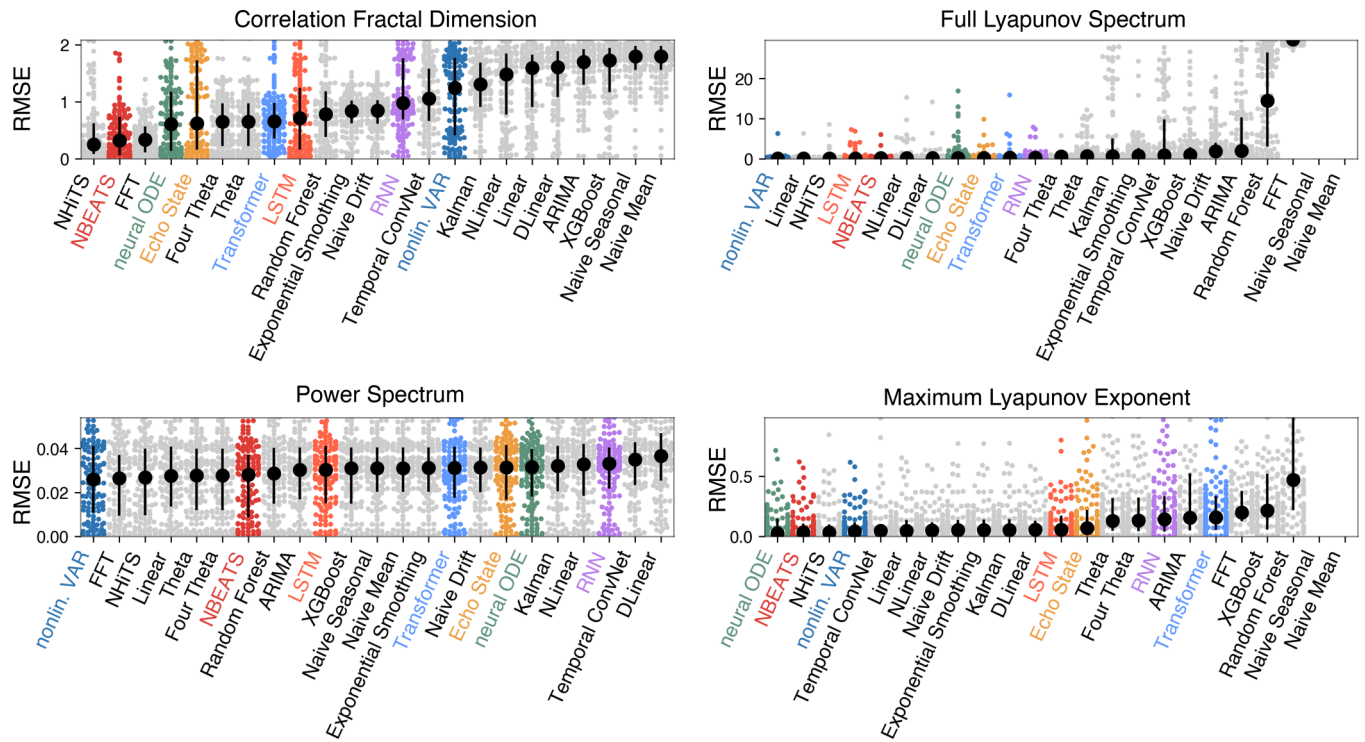 Correlation Fractal Dimension
RMSE
2
1
0
NHiTS
NBEATS
FFT
neural ODE
Echo State
Four Theta
Theta
Transformer
LSTM
Random Forest
Exponential Smoothing
Naive Drift
RNN
Temporal ConvNet
nonlin. VAR
Kalman
NLinear
Linear
DLinear
ARIMA
XGBoost
Naive Seasonal
Naive Mean
Full Lyapunov Spectrum
RMSE
20
10
0
nonlin. VAR
Linear
NHiTS
LSTM
NBEATS
NLinear
DLinear
neural ODE
Echo State
Transformer
RNN
Four Theta
Theta
Kalman
Exponential Smoothing
Temporal ConvNet
XGBoost
Naive Drift
ARIMA
Random Forest
FFT
Naive Seasonal
Naive Mean
Power Spectrum
RMSE
0.04
0.02
0.00
nonlin. VAR
FFT
NHiTS
Linear
Theta
Four Theta
NBEATS
Random Forest
ARIMA
LSTM
XGBoost
Naive Seasonal
Naive Mean
Exponential Smoothing
Transformer
Naive Drift
Echo State
neural ODE
Kalman
NLinear
RNN
Temporal ConvNet
DLinear
Maximum Lyapunov Exponent
RMSE
0.5
0.0
neural ODE
NBEATS
NHiTS
nonlin. VAR
Temporal ConvNet
Linear
NLinear
Naive Drift
Exponential Smoothing
Kalman
DLinear
LSTM
Echo State
Theta
Four Theta
RNN
ARIMA
Transformer
FFT
XGBoost
Random Forest
Naive Seasonal
Naive Mean